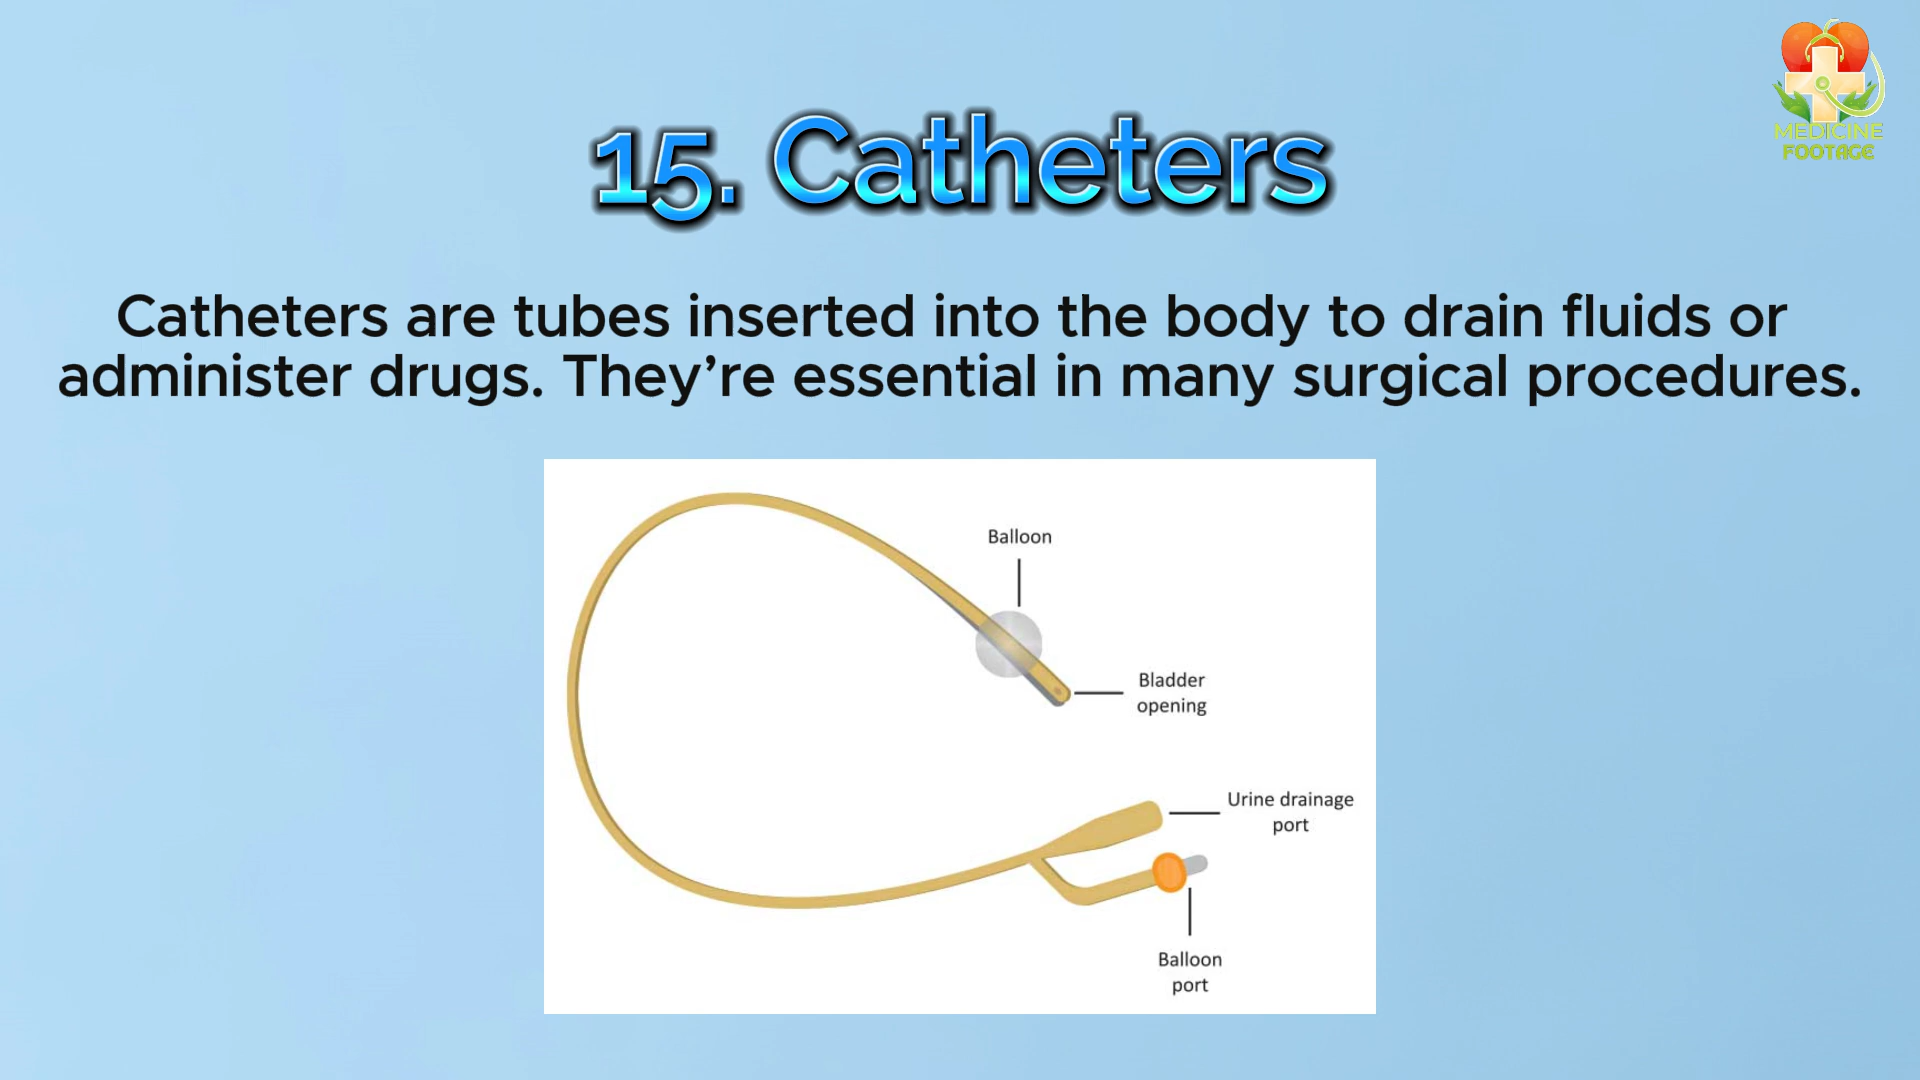 MEDICINE
FOOTAGE
15. Catheters
Catheters are tubes inserted into the body to drain fluids or
administer drugs. They’re essential in many surgical procedures.
Balloon
Bladder
opening
Urine drainage
port
Balloon
port